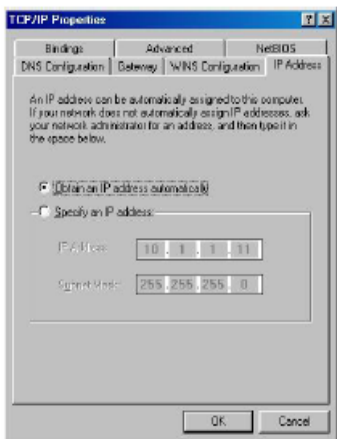 TCP/IP Properties
Bindings Advanced NetBIOS
DNS Configuration Gateway WINS Configuration IP Address
An IP address can be automatically assigned to this computer.
If your network does not automatically assign IP addresses, ask
your network administrator for an address, and then type it in
the space below.
Obtain an IP address automatically
Specify an IP address:
IP Address: 10 . 1 . 1 . 11
Subnet Mask: 255 . 255 . 255 . 0
OK Cancel